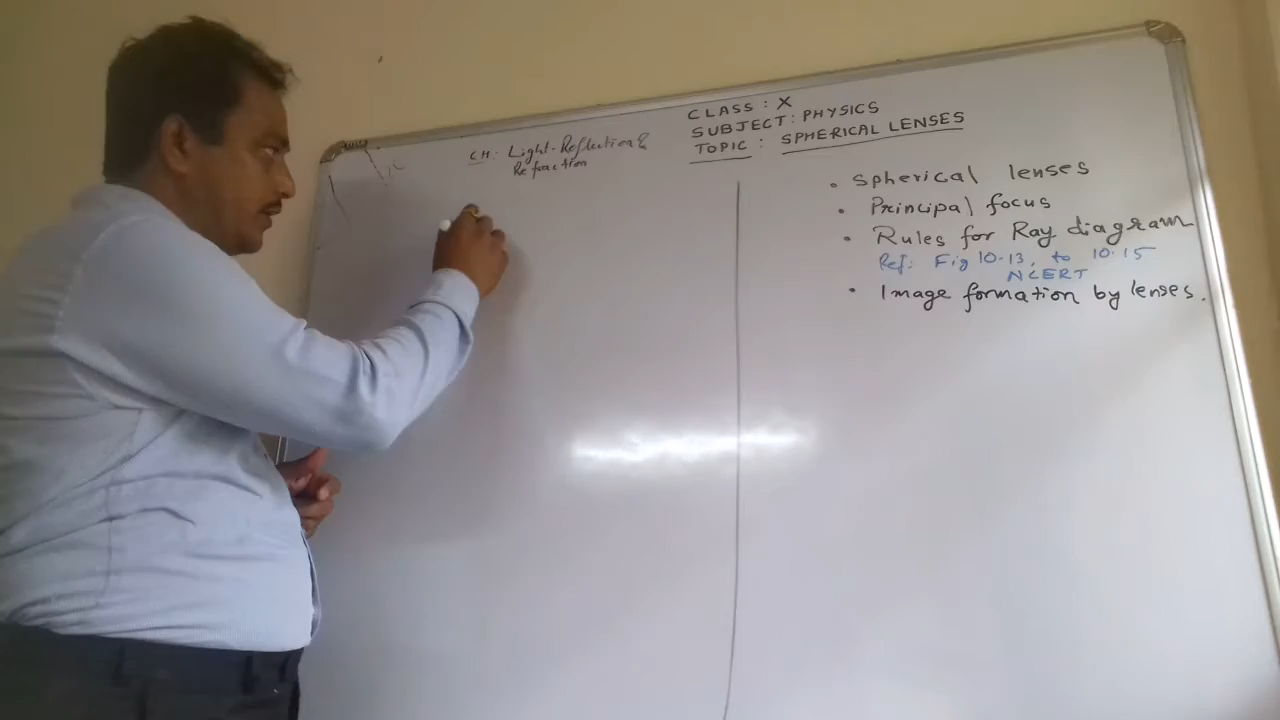 CLASS : X
SUBJECT : PHYSICS
TOPIC : SPHERICAL LENSES
CH : Light - Reflection &
Refraction
• Spherical lenses
• Principal focus
• Rules for Ray diagram
Ref: Fig 10.13, to 10.15
NCERT
• Image formation by lenses.